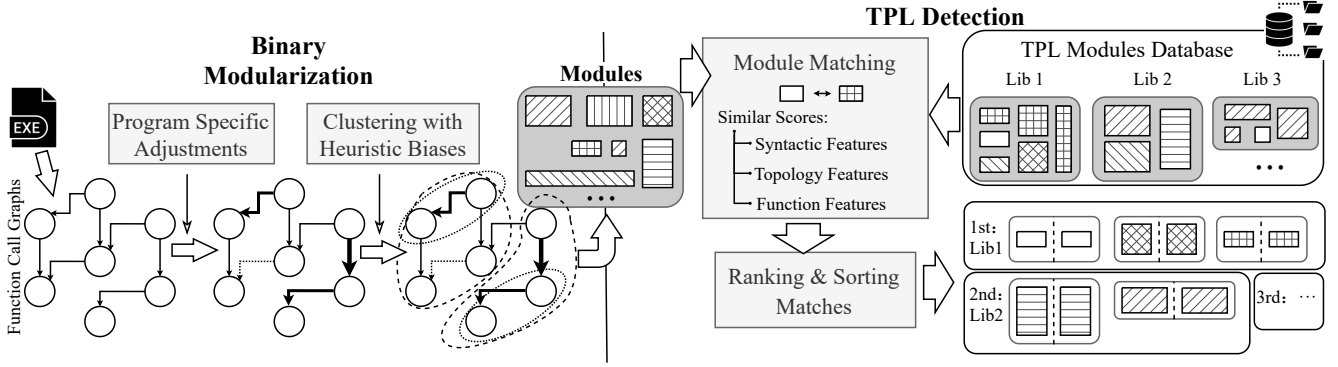 Binary
Modularization
EXE
Program Specific
Adjustments
Clustering with
Heuristic Biases
Function Call Graphs
Modules
• • •
TPL Detection
Module Matching
Similar Scores:
Syntactic Features
Topology Features
Function Features
Ranking & Sorting
Matches
TPL Modules Database
Lib 1
Lib 2
Lib 3
• • •
1st:
Lib1
2nd:
Lib2
3rd: ···